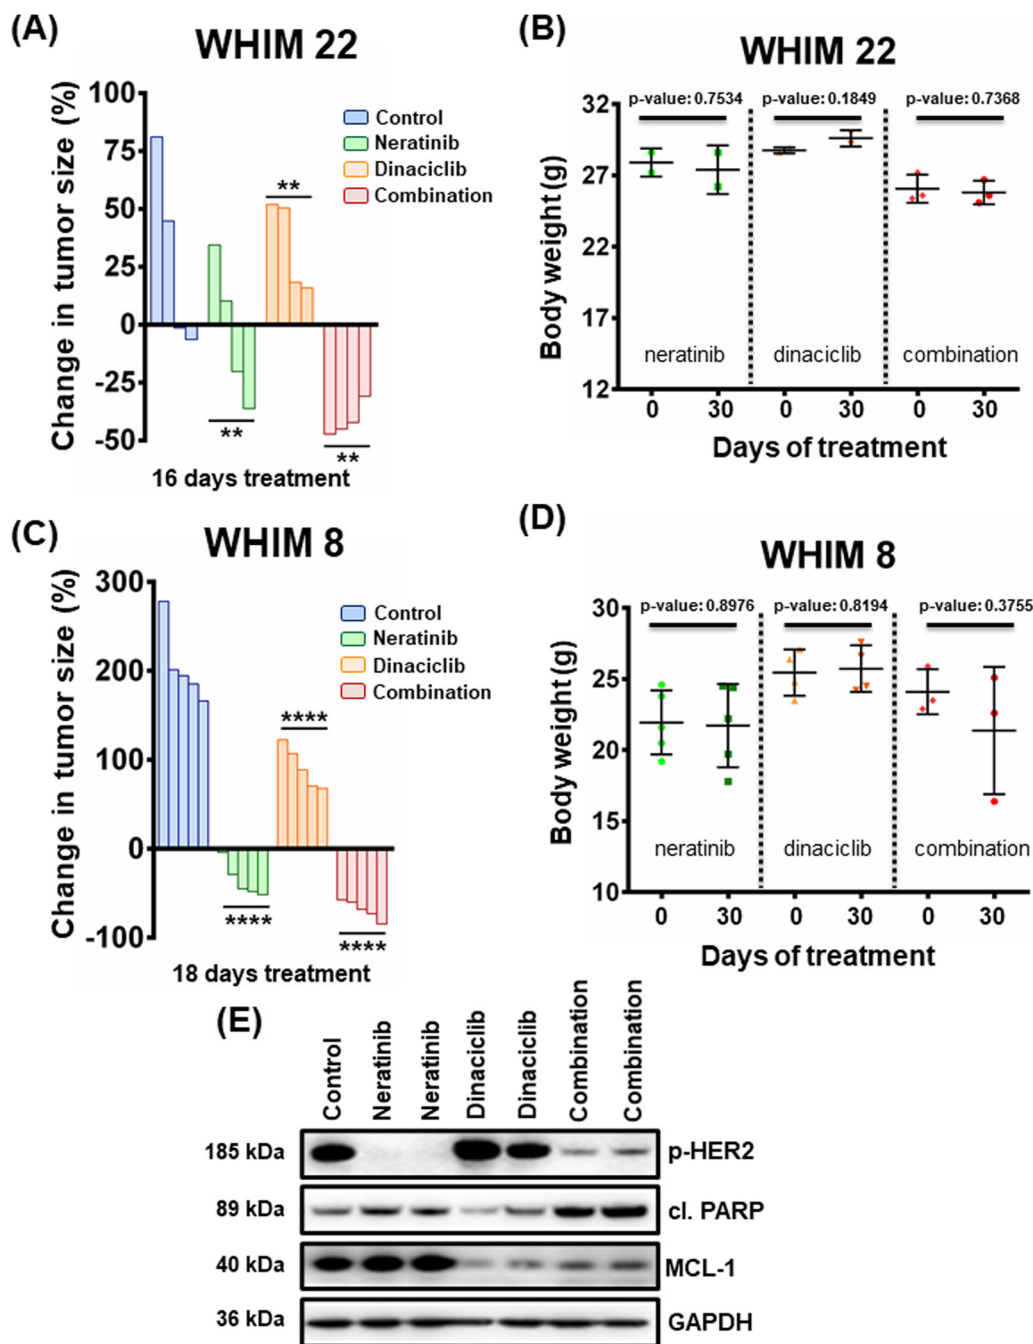 (A)
WHIM 22
Change in tumor size (%)
100
75
50
25
0
-25
-50
Control
Neratinib
Dinaciclib
Combination
**
**
**
16 days treatment
(B)
WHIM 22
Body weight (g)
32
27
22
17
12
p-value: 0.7534
p-value: 0.1849
p-value: 0.7368
neratinib
dinaciclib
combination
0 30 0 30 0 30
Days of treatment
(C)
WHIM 8
Change in tumor size (%)
300
200
100
0
-100
Control
Neratinib
Dinaciclib
Combination
****
****
****
18 days treatment
(D)
WHIM 8
Body weight (g)
30
25
20
15
10
p-value: 0.8976
p-value: 0.8194
p-value: 0.3755
neratinib
dinaciclib
combination
0 30 0 30 0 30
Days of treatment
(E)
Control
Neratinib
Neratinib
Dinaciclib
Dinaciclib
Combination
Combination
185 kDa p-HER2
89 kDa cl. PARP
40 kDa MCL-1
36 kDa GAPDH